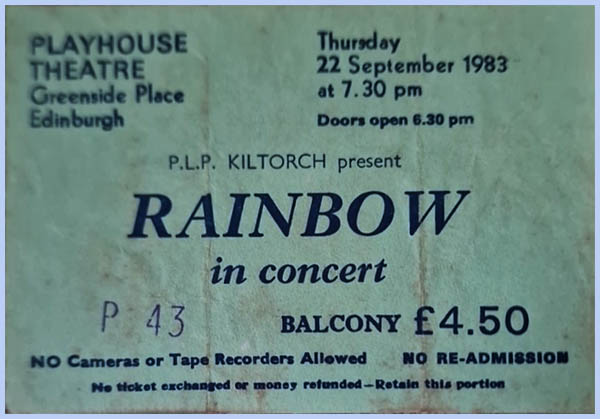 PLAYHOUSE
THEATRE
Greenside Place
Edinburgh
Thursday
22 September 1983
at 7.30 pm
Doors open 6.30 pm
P.L.P. KILTORCH present
RAINBOW
in concert
P 43 BALCONY £4.50
NO Cameras or Tape Recorders Allowed NO RE-ADMISSION
No ticket exchanged or money refunded—Retain this portion